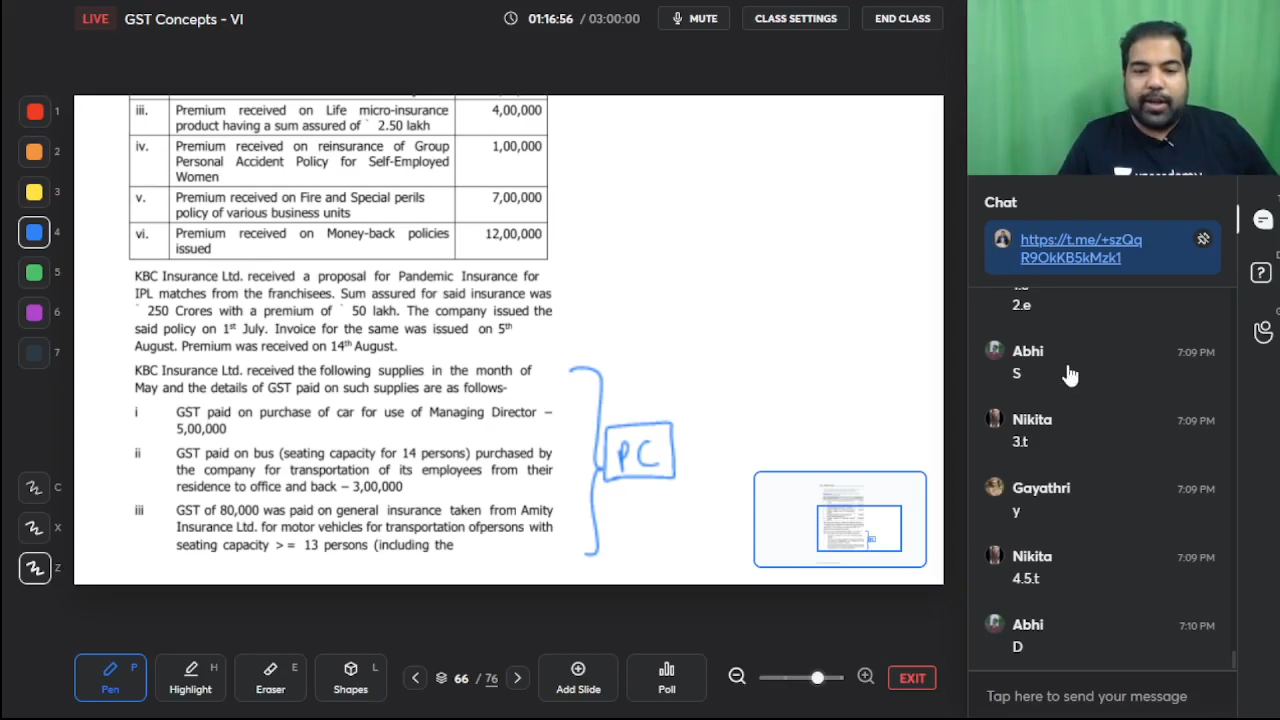 LIVE GST Concepts - VI 01:16:56 / 03:00:00 MUTE CLASS SETTINGS END CLASS
1
2
3
4
5
6
7
C
X
Z
iii. Premium received on Life micro-insurance 4,00,000
product having a sum assured of ` 2.50 lakh
iv. Premium received on reinsurance of Group 1,00,000
Personal Accident Policy for Self-Employed
Women
v. Premium received on Fire and Special perils 7,00,000
policy of various business units
vi. Premium received on Money-back policies 12,00,000
issued
KBC Insurance Ltd. received a proposal for Pandemic Insurance for
IPL matches from the franchisees. Sum assured for said insurance was
` 250 Crores with a premium of ` 50 lakh. The company issued the
said policy on 1st July. Invoice for the same was issued on 5th
August. Premium was received on 14th August.
KBC Insurance Ltd. received the following supplies in the month of
May and the details of GST paid on such supplies are as follows-
i GST paid on purchase of car for use of Managing Director –
5,00,000
ii GST paid on bus (seating capacity for 14 persons) purchased by
the company for transportation of its employees from their
residence to office and back – 3,00,000
iii GST of 80,000 was paid on general insurance taken from Amity
Insurance Ltd. for motor vehicles for transportation ofpersons with
seating capacity > = 13 persons (including the
PC
Chat
https://t.me/+szQq
R9OkKB5kMzk1
2.e
Abhi 7:09 PM
S
Nikita 7:09 PM
3.t
Gayathri 7:09 PM
y
Nikita 7:09 PM
4.5.t
Abhi 7:10 PM
D
Tap here to send your message
P Pen
H Highlight
E Eraser
L Shapes
66 / 76
Add Slide
Poll
EXIT